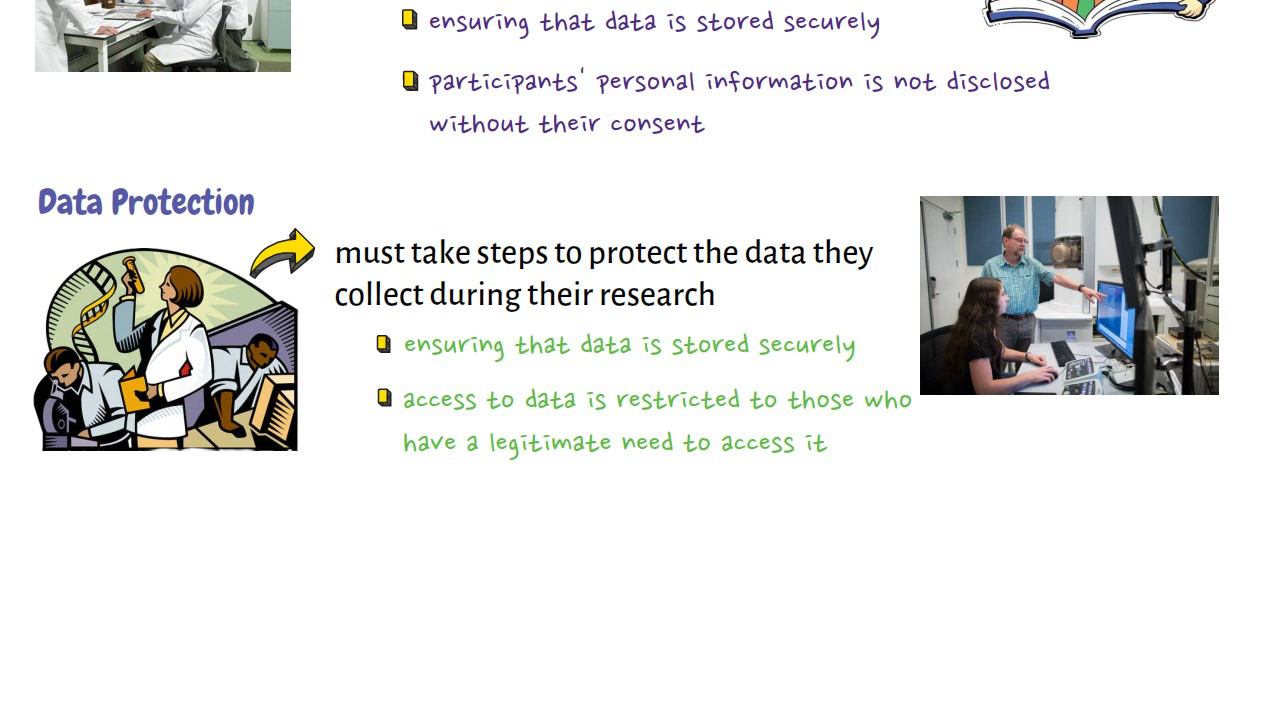 ensuring that data is stored securely
participants' personal information is not disclosed
without their consent
Data Protection
must take steps to protect the data they
collect during their research
ensuring that data is stored securely
access to data is restricted to those who
have a legitimate need to access it